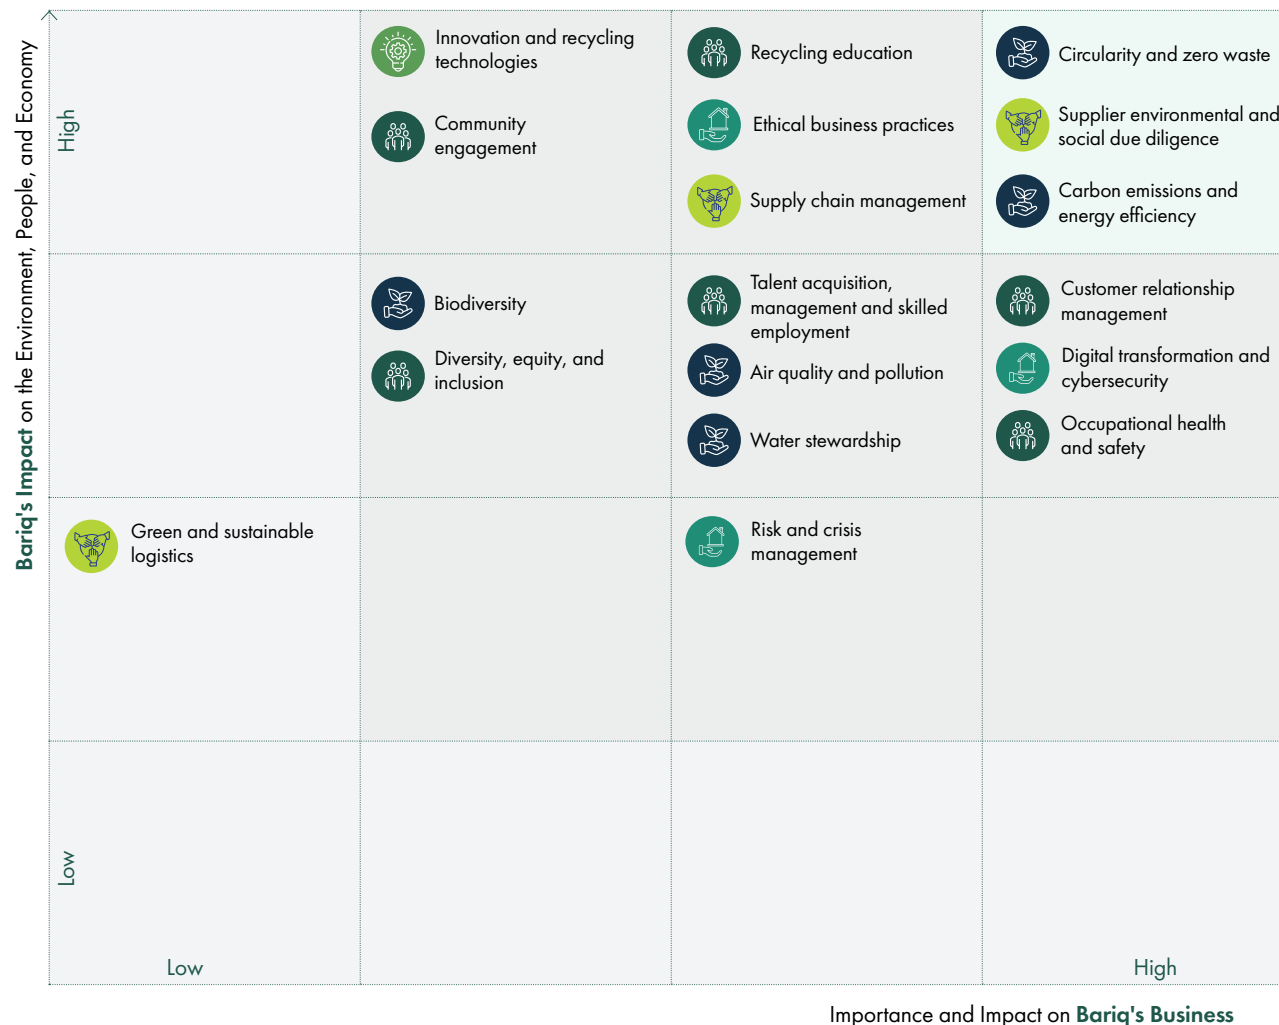 Bariq's Impact on the Environment, People, and Economy
High
Innovation and recycling
technologies
Community
engagement
Recycling education
Ethical business practices
Supply chain management
Circularity and zero waste
Supplier environmental and
social due diligence
Carbon emissions and
energy efficiency
Biodiversity
Diversity, equity, and
inclusion
Talent acquisition,
management and skilled
employment
Air quality and pollution
Water stewardship
Customer relationship
management
Digital transformation and
cybersecurity
Occupational health
and safety
Green and sustainable
logistics
Risk and crisis
management
Low
Low
High
Importance and Impact on Bariq's Business